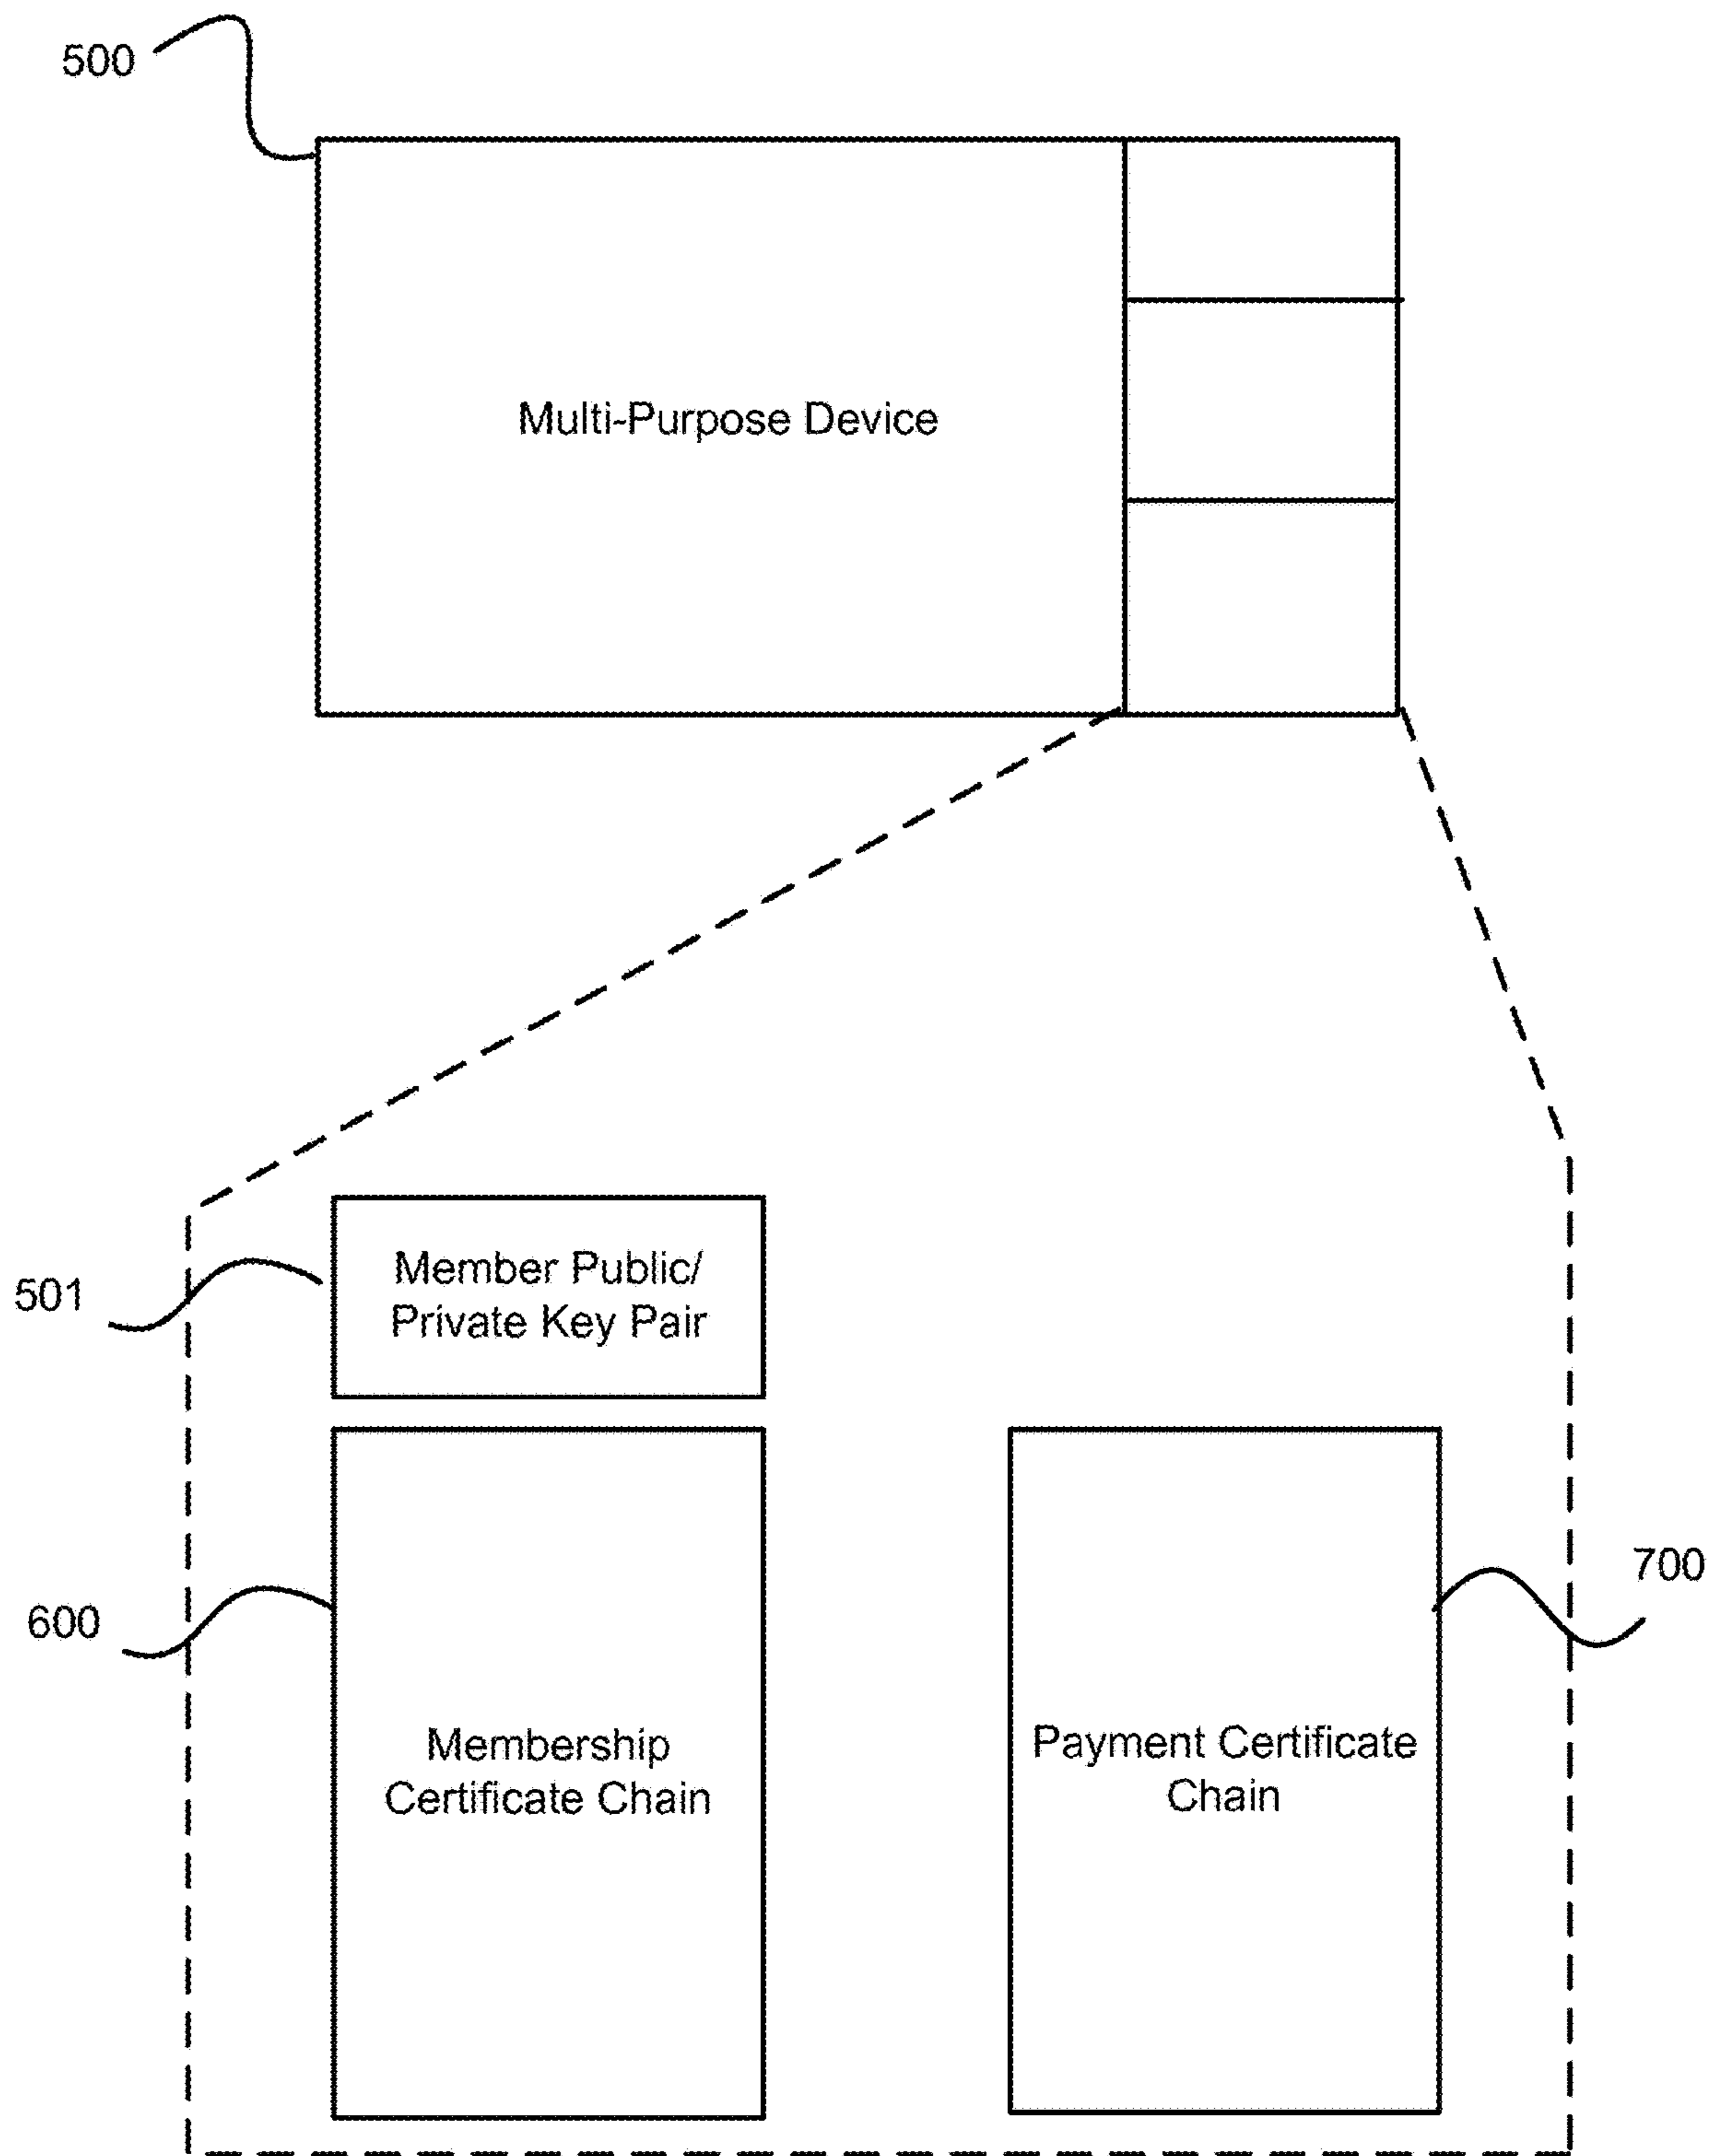 500
Multi-Purpose Device
501
Member Public/
Private Key Pair
600
Membership
Certificate Chain
700
Payment Certificate
Chain